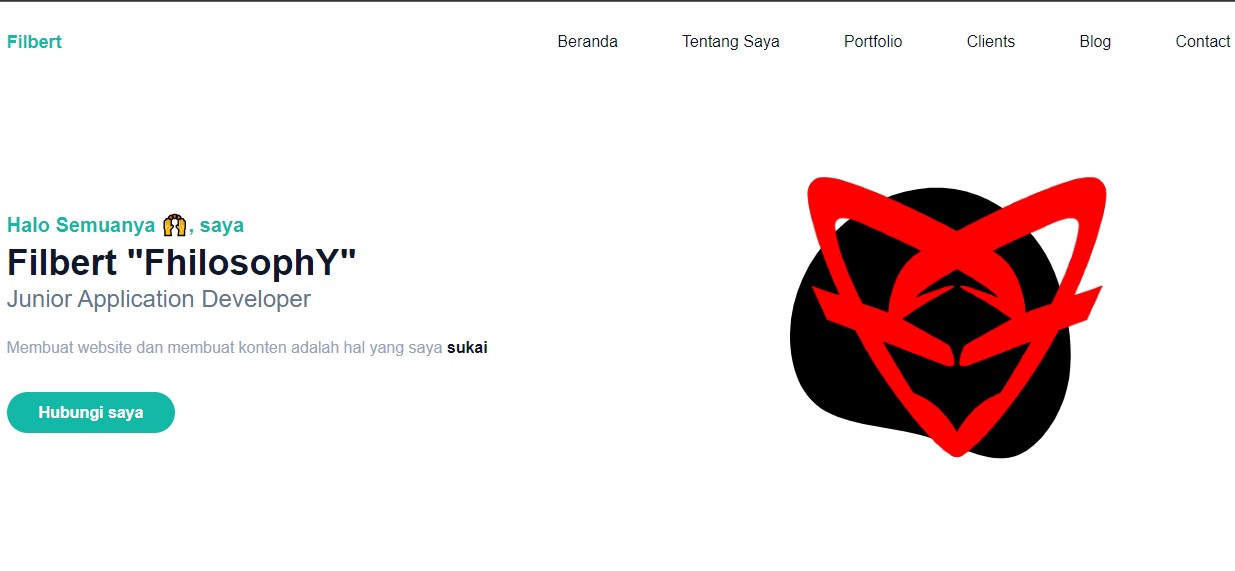 Filbert
Beranda Tentang Saya Portfolio Clients Blog Contact
Halo Semuanya 🙌, saya
Filbert "FhilosophY"
Junior Application Developer
Membuat website dan membuat konten adalah hal yang saya sukai
Hubungi saya